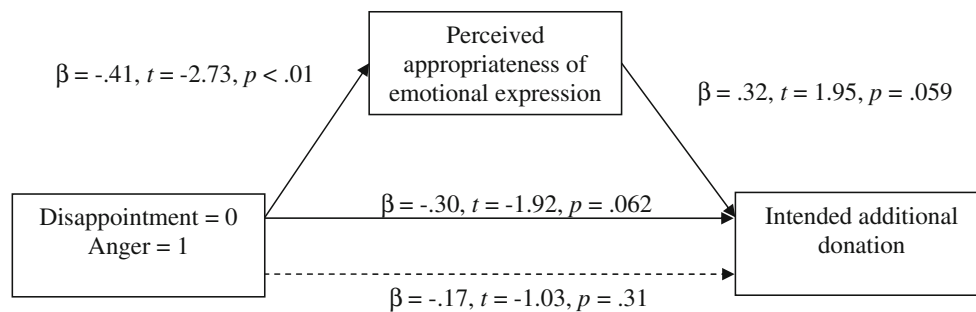 Perceived
appropriateness of
emotional expression
β = -.41, t = -2.73, p < .01
β = .32, t = 1.95, p = .059
Disappointment = 0
Anger = 1
β = -.30, t = -1.92, p = .062
Intended additional
donation
β = -.17, t = -1.03, p = .31